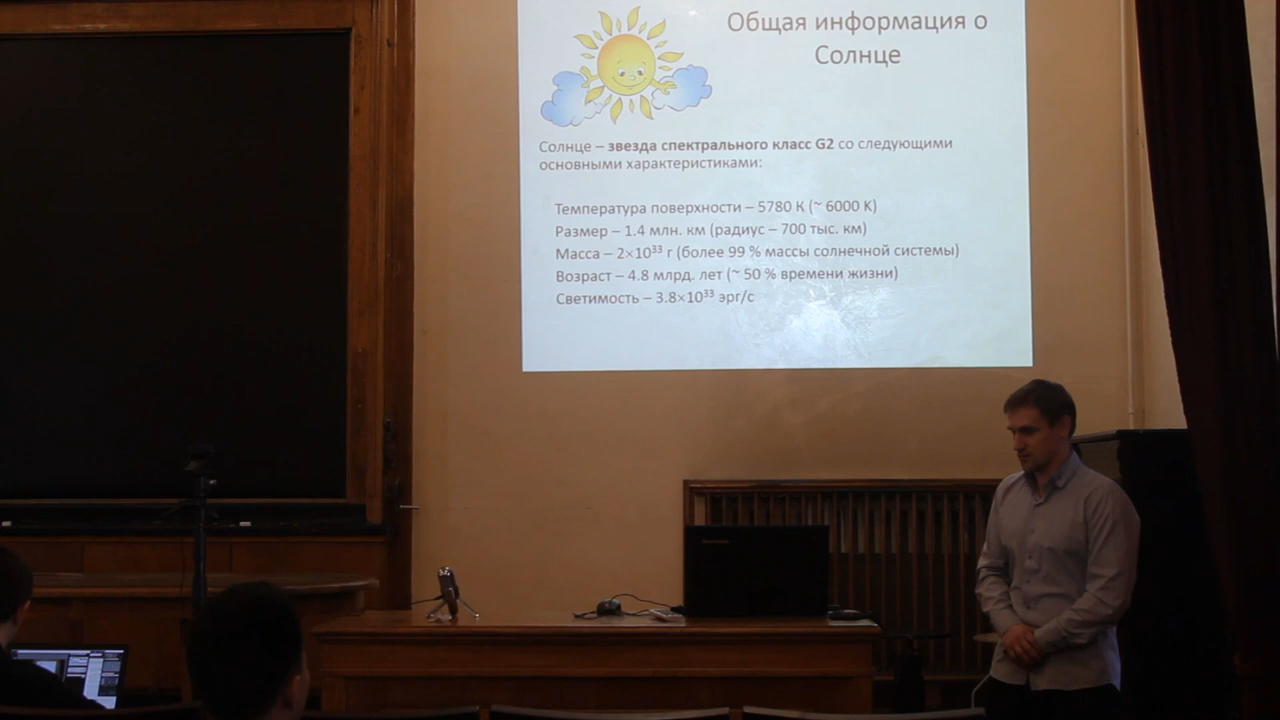 Общая информация о
Солнце
Солнце – звезда спектрального класс G2 со следующими
основными характеристиками:
Температура поверхности – 5780 К (~ 6000 К)
Размер – 1.4 млн. км (радиус – 700 тыс. км)
Масса – 2×10³³ г (более 99 % массы солнечной системы)
Возраст – 4.8 млрд. лет (~ 50 % времени жизни)
Светимость – 3.8×10³³ эрг/с